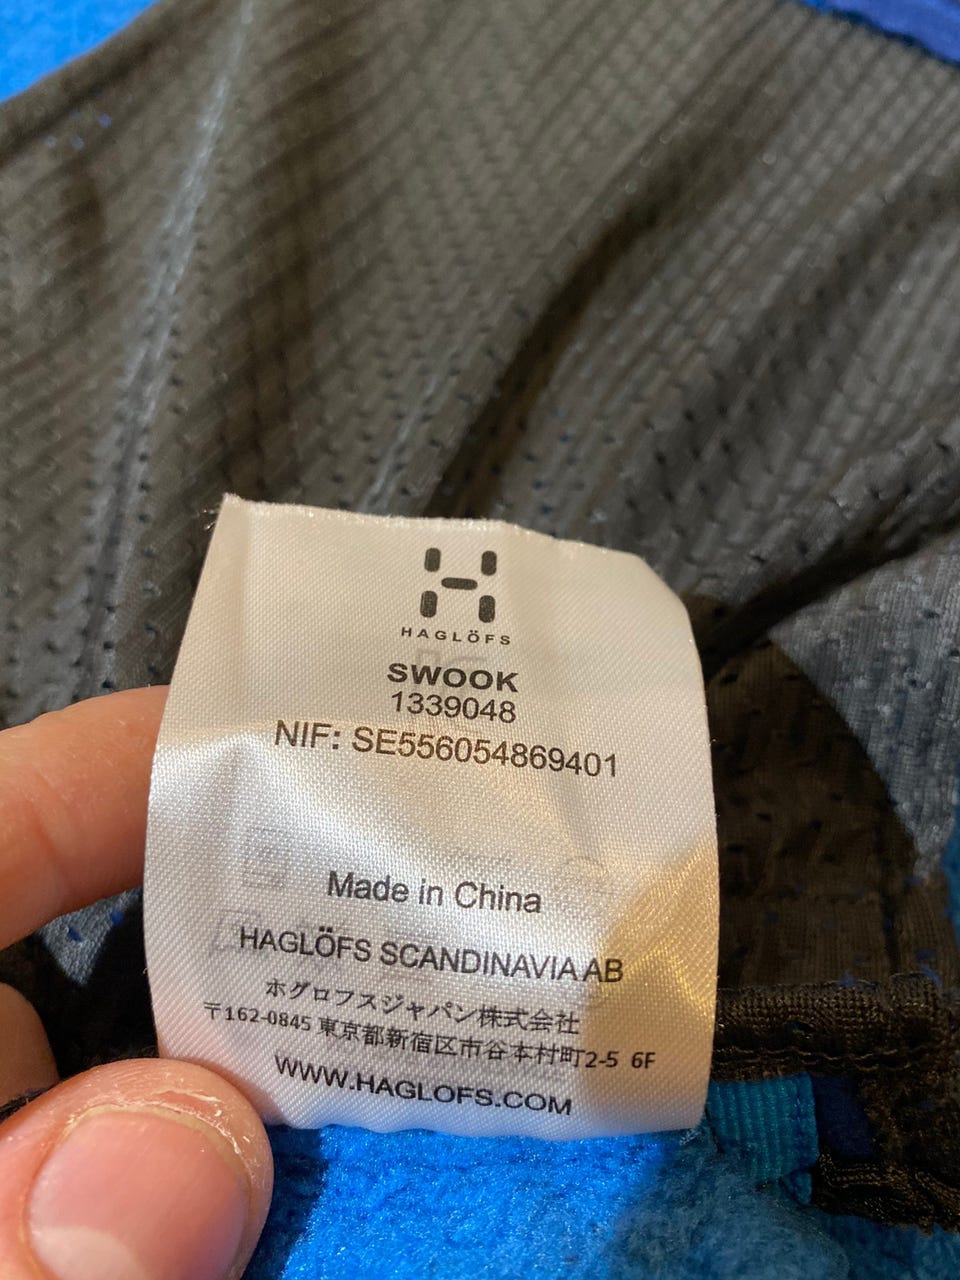 HAGLÖFS
SWOOK
1339048
NIF: SE556054869401
Made in China
HAGLÖFS SCANDINAVIA AB
ホグロフスジャパン株式会社
〒162-0845 東京都新宿区市谷本村町2-5 6F
WWW.HAGLOFS.COM